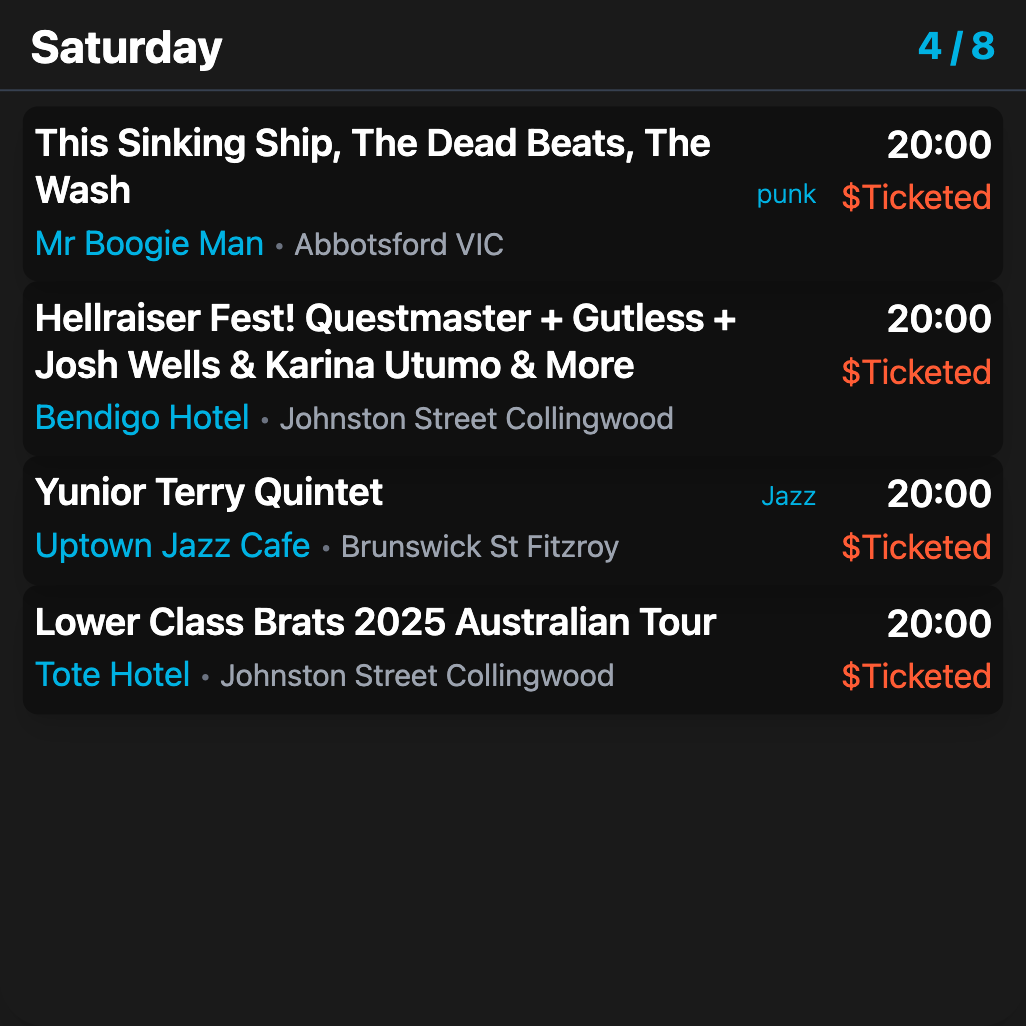 Saturday 4 / 8
This Sinking Ship, The Dead Beats, The 20:00
Wash punk $Ticketed
Mr Boogie Man • Abbotsford VIC
Hellraiser Fest! Questmaster + Gutless + 20:00
Josh Wells & Karina Utumo & More $Ticketed
Bendigo Hotel • Johnston Street Collingwood
Yunior Terry Quintet Jazz 20:00
Uptown Jazz Cafe • Brunswick St Fitzroy $Ticketed
Lower Class Brats 2025 Australian Tour 20:00
Tote Hotel • Johnston Street Collingwood $Ticketed